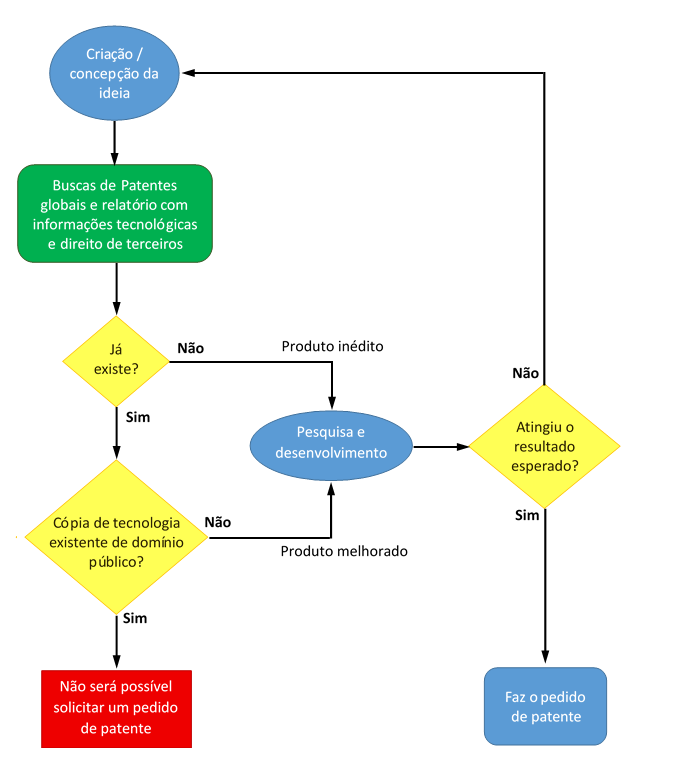 Criação /
concepção da
ideia
Buscas de Patentes
globais e relatório com
informações tecnológicas
e direito de terceiros
Já
existe?
Não
Produto inédito
Sim
Pesquisa e
desenvolvimento
Não
Atingiu o
resultado
esperado?
Sim
Cópia de tecnologia
existente de domínio
público?
Não
Produto melhorado
Sim
Não será possível
solicitar um pedido
de patente
Faz o pedido
de patente